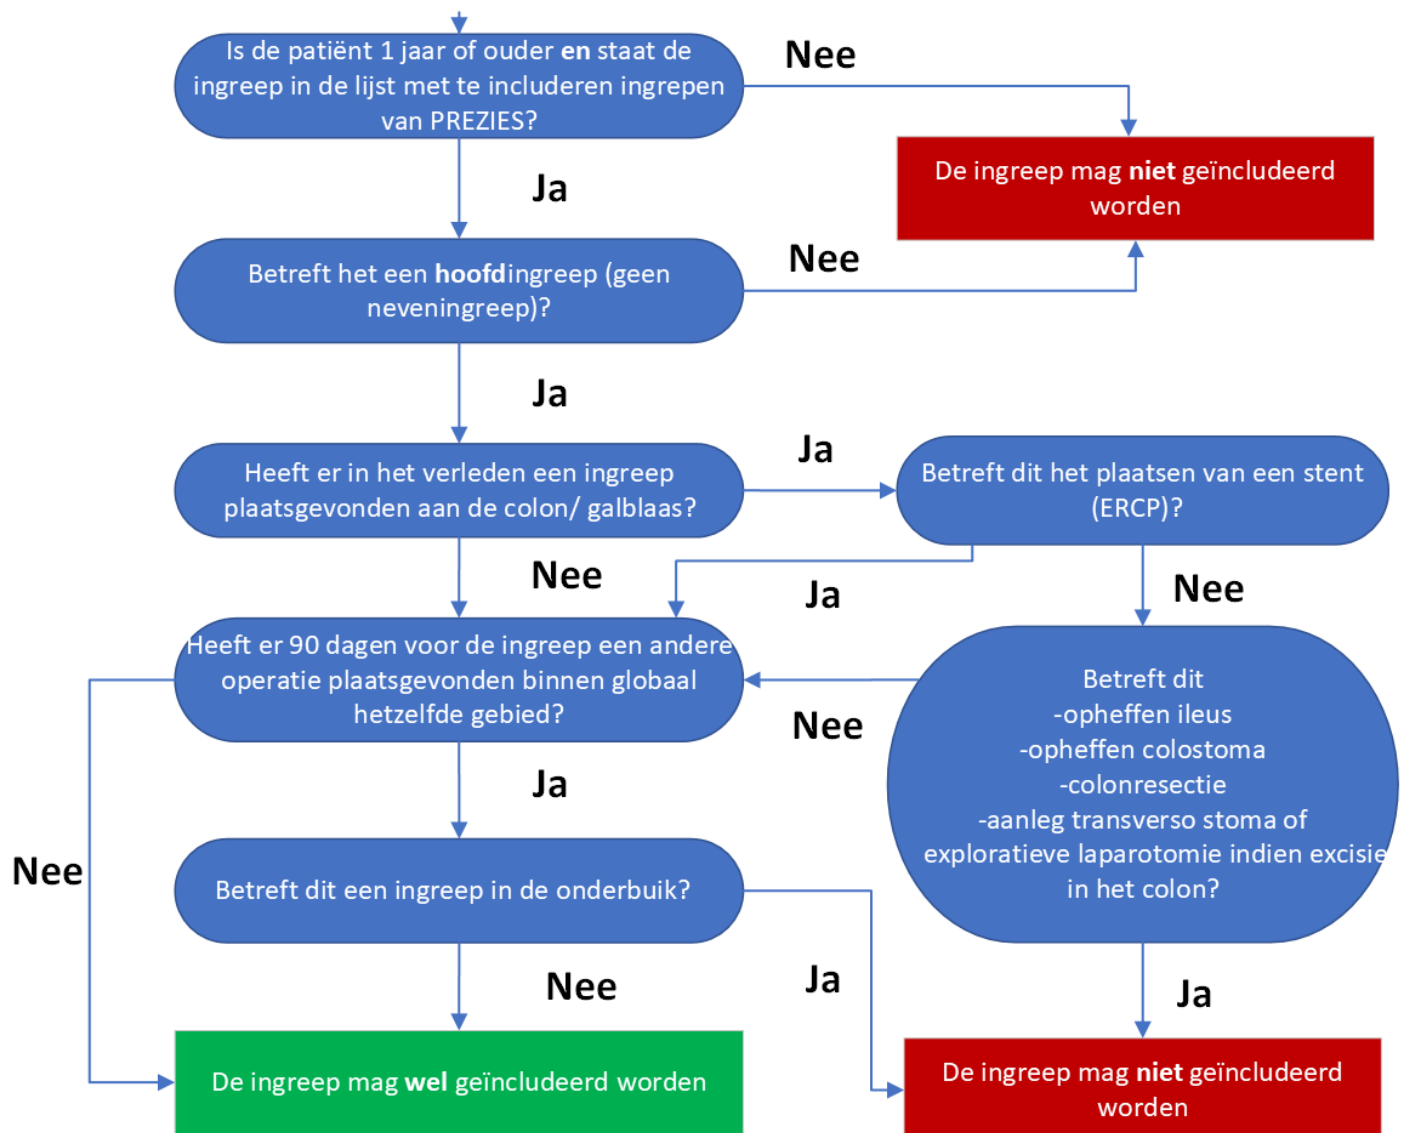 Is de patiënt 1 jaar of ouder en staat de
ingreep in de lijst met te includeren ingrepen
van PREZIES?
Nee
De ingreep mag niet geïncludeerd
worden
Ja
Betreft het een hoofdingreep (geen
neveningreep)?
Nee
Ja
Heeft er in het verleden een ingreep
plaatsgevonden aan de colon/ galblaas?
Ja
Betreft dit het plaatsen van een stent
(ERCP)?
Nee
Ja
Nee
Heeft er 90 dagen voor de ingreep een andere
operatie plaatsgevonden binnen globaal
hetzelfde gebied?
Nee
Betreft dit
-opheffen ileus
-opheffen colostoma
-colonresectie
-aanleg transverso stoma of
exploratieve laparotomie indien excisie
in het colon?
Ja
Nee
Betreft dit een ingreep in de onderbuik?
Nee
Ja
Ja
De ingreep mag wel geïncludeerd worden
De ingreep mag niet geïncludeerd
worden